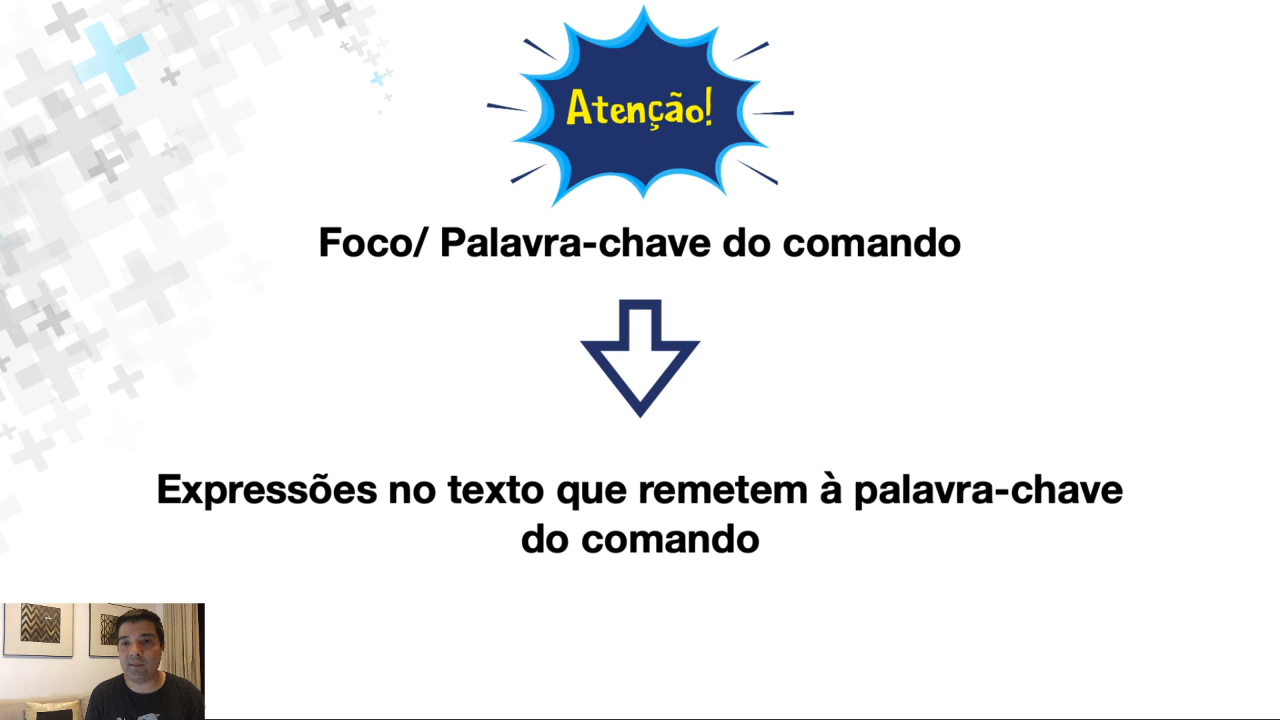 Atenção!
Foco/ Palavra-chave do comando
Expressões no texto que remetem à palavra-chave
do comando